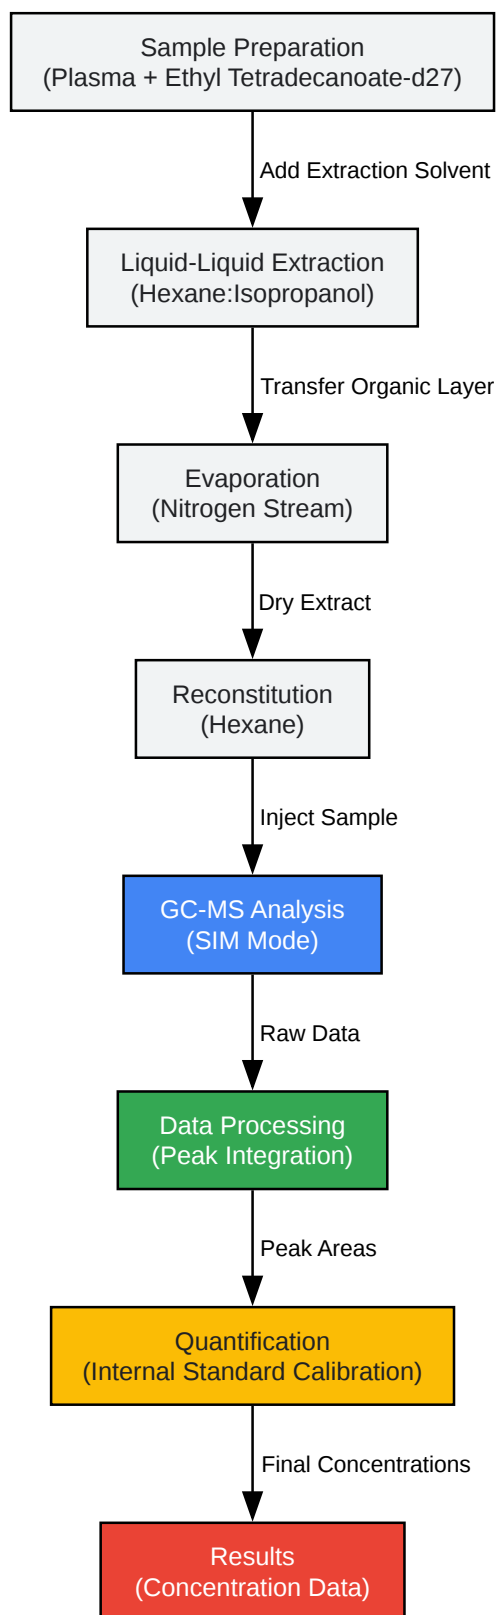 Sample Preparation
(Plasma + Ethyl Tetradecanoate-d27)
Add Extraction Solvent
Liquid-Liquid Extraction
(Hexane:Isopropanol)
Transfer Organic Layer
Evaporation
(Nitrogen Stream)
Dry Extract
Reconstitution
(Hexane)
Inject Sample
GC-MS Analysis
(SIM Mode)
Raw Data
Data Processing
(Peak Integration)
Peak Areas
Quantification
(Internal Standard Calibration)
Final Concentrations
Results
(Concentration Data)